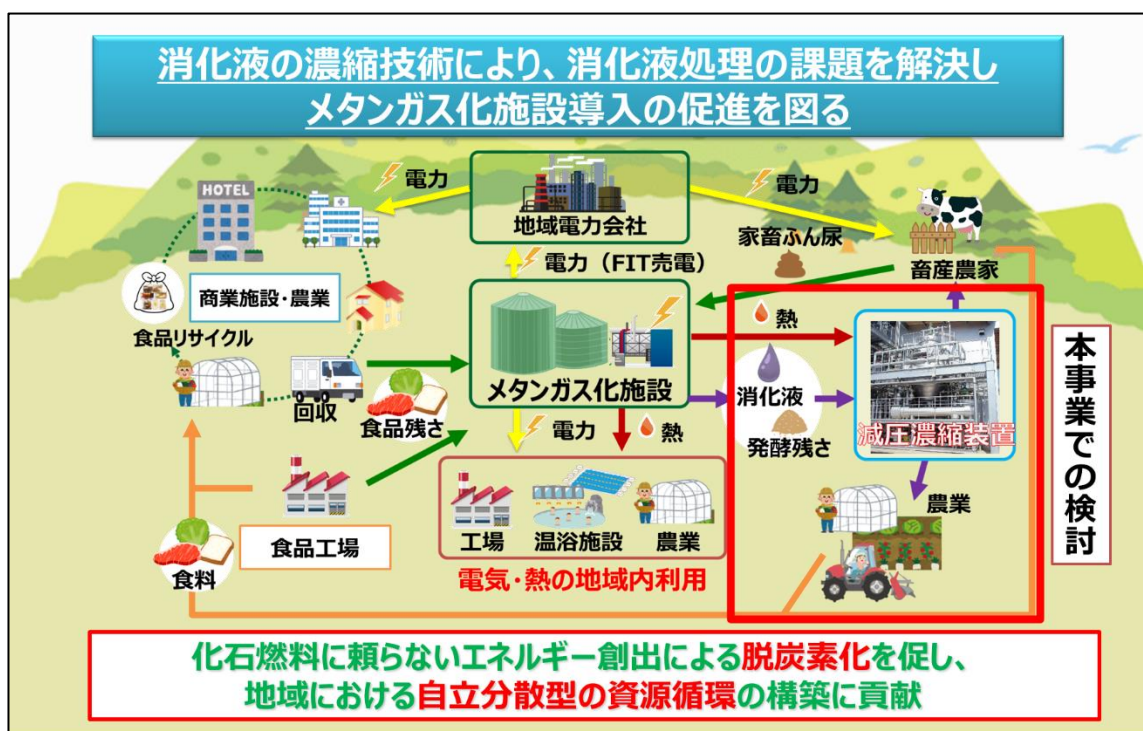 消化液の濃縮技術により、消化液処理の課題を解決し
メタンガス化施設導入の促進を図る
電力
地域電力会社
電力
HOTEL
家畜ふん尿
畜産農家
電力（FIT売電）
商業施設・農業
食品リサイクル
回収
食品残さ
メタンガス化施設
熱
消化液
発酵残さ
減圧濃縮装置
本事業での検討
電力
熱
食品工場
食料
工場
温浴施設
農業
電気・熱の地域内利用
農業
化石燃料に頼らないエネルギー創出による脱炭素化を促し、
地域における自立分散型の資源循環の構築に貢献